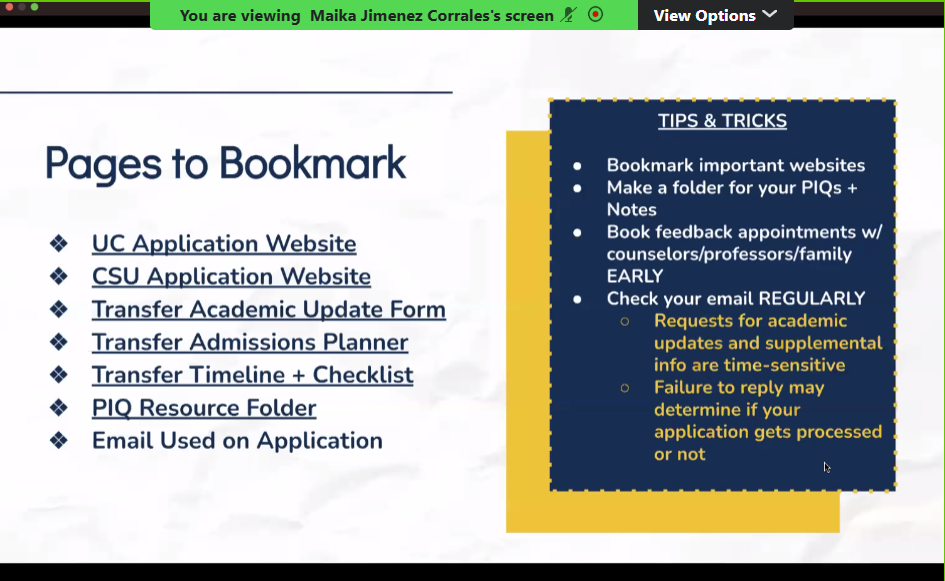 You are viewing Maika Jimenez Corrales's screen
View Options
Pages to Bookmark
❖ UC Application Website
❖ CSU Application Website
❖ Transfer Academic Update Form
❖ Transfer Admissions Planner
❖ Transfer Timeline + Checklist
❖ PIQ Resource Folder
❖ Email Used on Application
TIPS & TRICKS
● Bookmark important websites
● Make a folder for your PIQs +
Notes
● Book feedback appointments w/
counselors/professors/family
EARLY
● Check your email REGULARLY
○ Requests for academic
updates and supplemental
info are time-sensitive
○ Failure to reply may
determine if your
application gets processed
or not